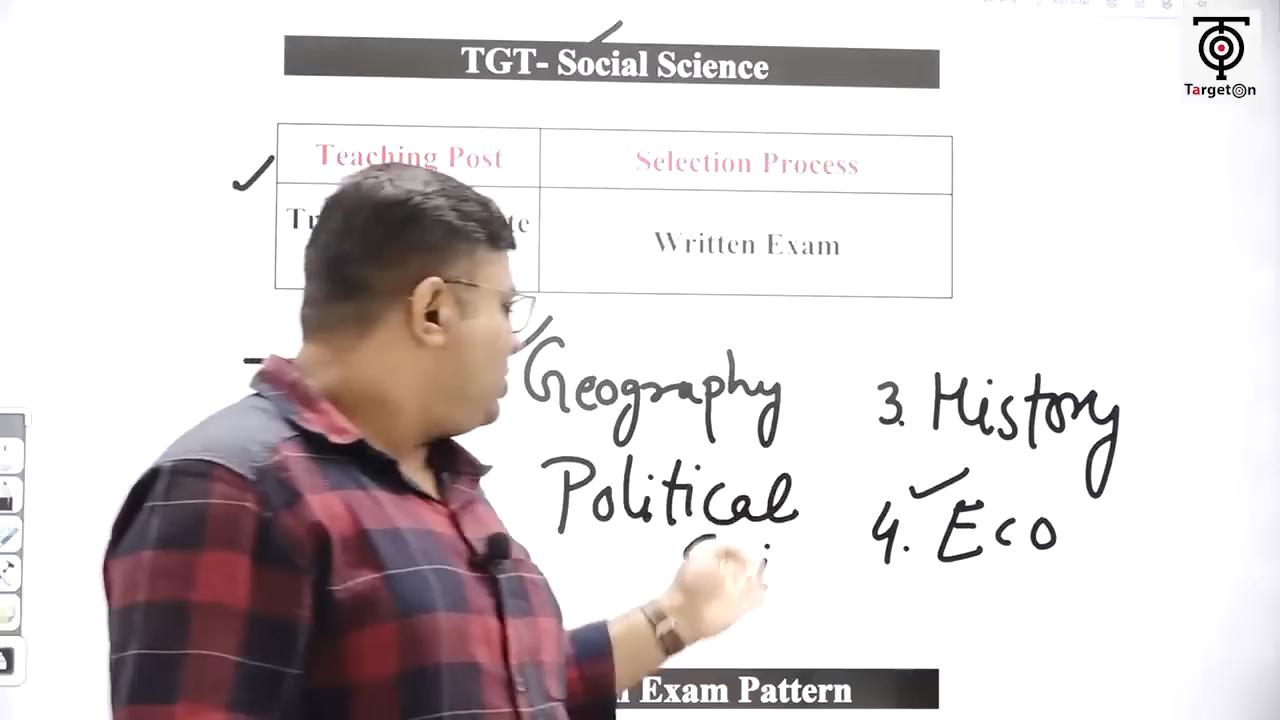 TGT- Social Science
TargetOn
Teaching Post
Selection Process
Written Exam
Geography
3. History
Political
4. Eco
Exam Pattern